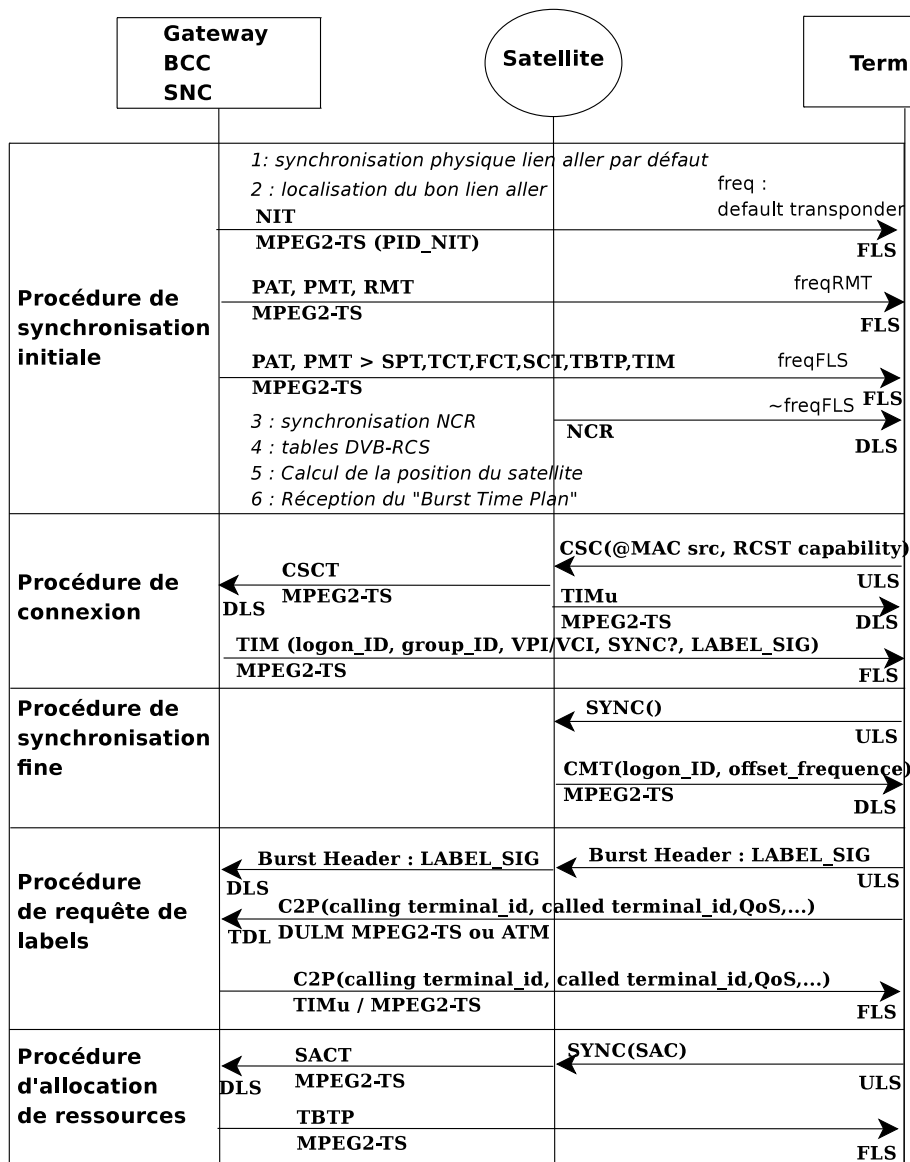 Gateway
BCC
SNC
Satellite
Term
Procédure de
synchronisation
initiale
1: synchronisation physique lien aller par défaut
2 : localisation du bon lien aller
freq :
default transponder
NIT
MPEG2-TS (PID_NIT)
FLS
PAT, PMT, RMT
freqRMT
MPEG2-TS
FLS
PAT, PMT > SPT,TCT,FCT,SCT,TBTP,TIM
freqFLS
MPEG2-TS
FLS
~freqFLS
NCR
DLS
3 : synchronisation NCR
4 : tables DVB-RCS
5 : Calcul de la position du satellite
6 : Réception du "Burst Time Plan"
Procédure de
connexion
CSC(@MAC src, RCST capability)
ULS
CSCT
DLS
MPEG2-TS
TIMu
MPEG2-TS
DLS
TIM (logon_ID, group_ID, VPI/VCI, SYNC?, LABEL_SIG)
MPEG2-TS
FLS
Procédure de
synchronisation
fine
SYNC()
ULS
CMT(logon_ID, offset_frequence)
MPEG2-TS
DLS
Procédure
de requête de
labels
Burst Header : LABEL_SIG
ULS
Burst Header : LABEL_SIG
DLS
C2P(calling terminal_id, called terminal_id,QoS,...)
TDL
DULM MPEG2-TS ou ATM
C2P(calling terminal_id, called terminal_id,QoS,...)
TIMu / MPEG2-TS
FLS
Procédure
d'allocation
de ressources
SYNC(SAC)
ULS
SACT
DLS
MPEG2-TS
TBTP
MPEG2-TS
FLS